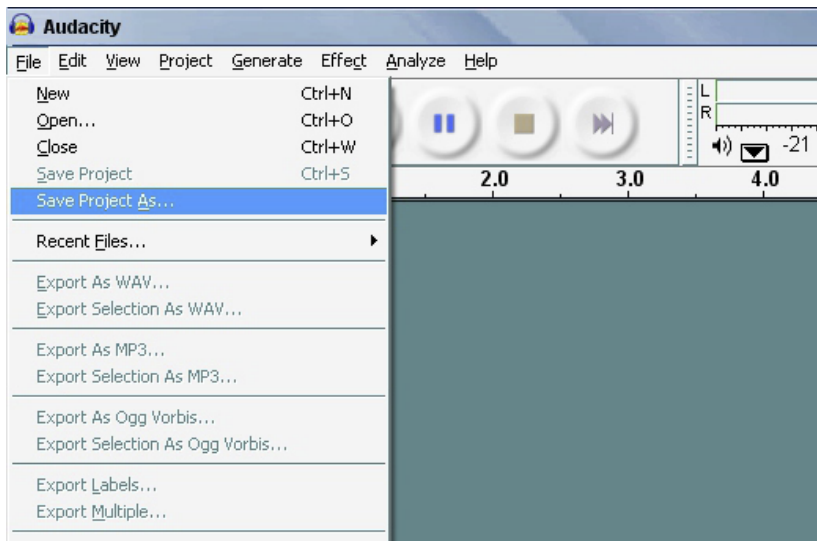 Audacity
File Edit View Project Generate Effect Analyze Help
New Ctrl+N
Open... Ctrl+O
Close Ctrl+W
Save Project Ctrl+S
Save Project As...
Recent Files...
Export As WAV...
Export Selection As WAV...
Export As MP3...
Export Selection As MP3...
Export As Ogg Vorbis...
Export Selection As Ogg Vorbis...
Export Labels...
Export Multiple...
L
R
-21
2.0 3.0 4.0